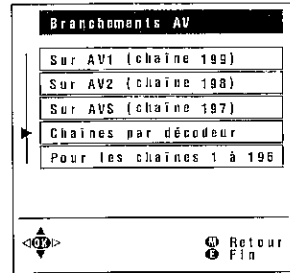 Branchements AV
Sur AV1 (chaîne 199)
Sur AV2 (chaîne 198)
Sur AVS (chaîne 197)
Chaînes par décodeur
Pour les chaînes 1 à 196
OK
M Retour
E Fin